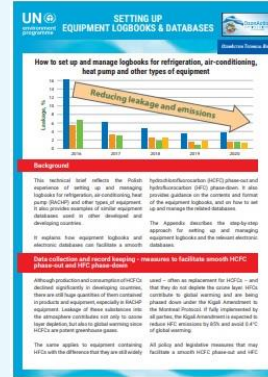 UN
environment
programme
SETTING UP
EQUIPMENT LOGBOOKS & DATABASES
OzonAction
How to set up and manage logbooks for refrigeration, air-conditioning,
heat pump and other types of equipment
Leakage, %
16
14
12
10
8
6
4
2
0
Reducing leakage and emissions
2016
2017
2018
2019
2020
Background
This technical brief reflects the Polish
experience of setting up and managing
logbooks for refrigeration, air-conditioning, heat
pump (RACHP) and other types of equipment.
It also provides examples of similar equipment
databases used in other developed and
developing countries.
It explains how equipment logbooks and
electronic databases can facilitate a smooth
hydrochlorofluorocarbon (HCFC) phase-out and
hydrofluorocarbon (HFC) phase-down. It also
provides guidance on the contents and format
of the equipment logbooks, and on how to set
up and manage the related databases.
The Appendix describes the step-by-step
approach for setting up and managing
equipment logbooks and the relevant electronic
databases.
Data collection and record keeping - measures to facilitate smooth HCFC
phase-out and HFC phase-down
Although production and consumption of HCFCs
declined significantly in developing countries,
there are still huge quantities of them contained
in products and equipment, especially in RACHP
equipment. Leakage of these substances into
the atmosphere contributes not only to ozone
layer depletion, but also to global warming since
HCFCs are potent greenhouse gases.
The same applies to equipment containing
HFCs with the difference that they are still widely
used – often as replacement for HCFCs – and
that they do not deplete the ozone layer. HFCs
contribute to global warming and are being
phased down under the Kigali Amendment to
the Montreal Protocol. If fully implemented by
all parties, the Kigali Amendment is expected to
reduce HFC emissions by 85% and avoid 0.4°C
of global warming.
All policy and legislative measures that may
facilitate a smooth HCFC phase-out and HFC